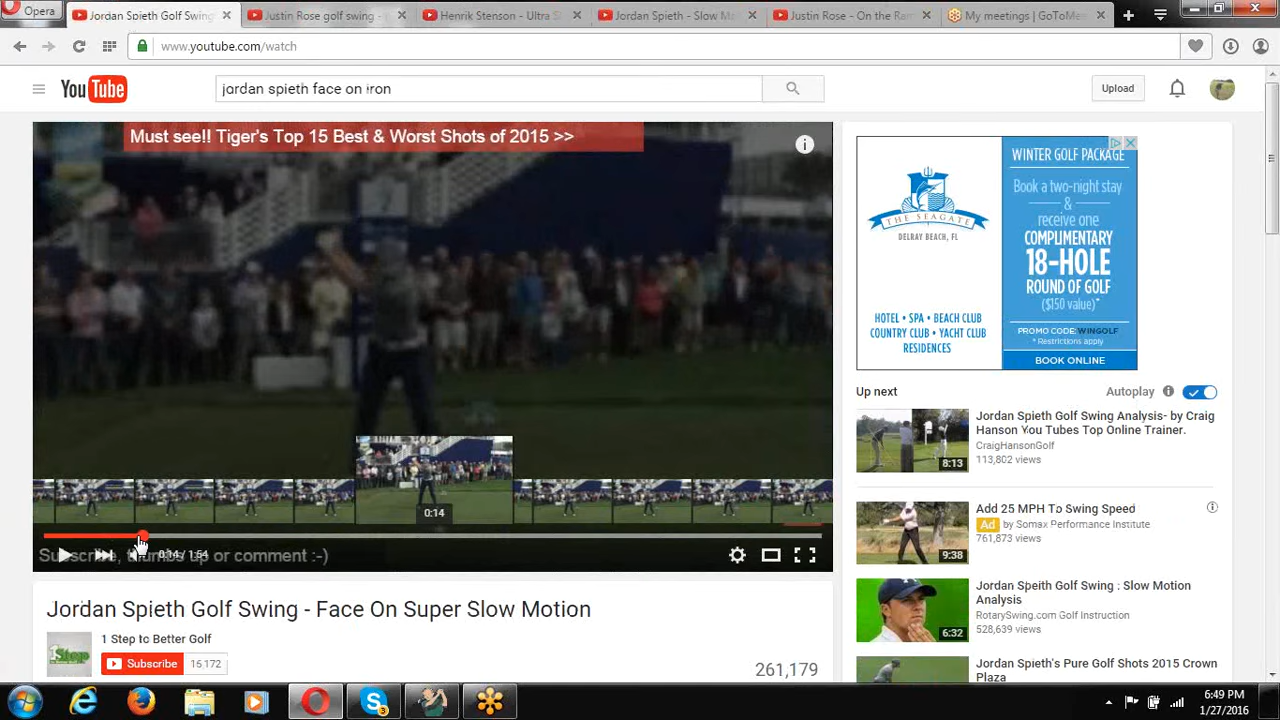 Opera
Jordan Spieth Golf Swing
Justin Rose golf swing -
Henrik Stenson - Ultra S
Jordan Spieth - Slow M
Justin Rose - On the Ran
My meetings | GoToMe
www.youtube.com/watch
YouTube
jordan spieth face on iron
Upload
Must see!! Tiger's Top 15 Best & Worst Shots of 2015 >>
0:14
0:14 / 1:54
Subscribe, thumbs up or comment :-)
Jordan Spieth Golf Swing - Face On Super Slow Motion
1 Step to Better Golf
1Step
Subscribe
16,172
261,179
THE SEAGATE
DELRAY BEACH, FL
HOTEL • SPA • BEACH CLUB
COUNTRY CLUB • YACHT CLUB
RESIDENCES
WINTER GOLF PACKAGE
Book a two-night stay
&
receive one
COMPLIMENTARY
18-HOLE
ROUND OF GOLF
($150 value)*
PROMO CODE: WINGOLF
* Restrictions apply
BOOK ONLINE
Up next
Autoplay
Jordan Spieth Golf Swing Analysis- by Craig
Hanson You Tubes Top Online Trainer.
CraigHansonGolf
113,802 views
8:13
Add 25 MPH To Swing Speed
Ad by Somax Performance Institute
761,873 views
9:38
Jordan Speith Golf Swing : Slow Motion
Analysis
RotarySwing.com Golf Instruction
528,639 views
6:32
Jordan Spieth's Pure Golf Shots 2015 Crown
Plaza
6:49 PM
1/27/2016